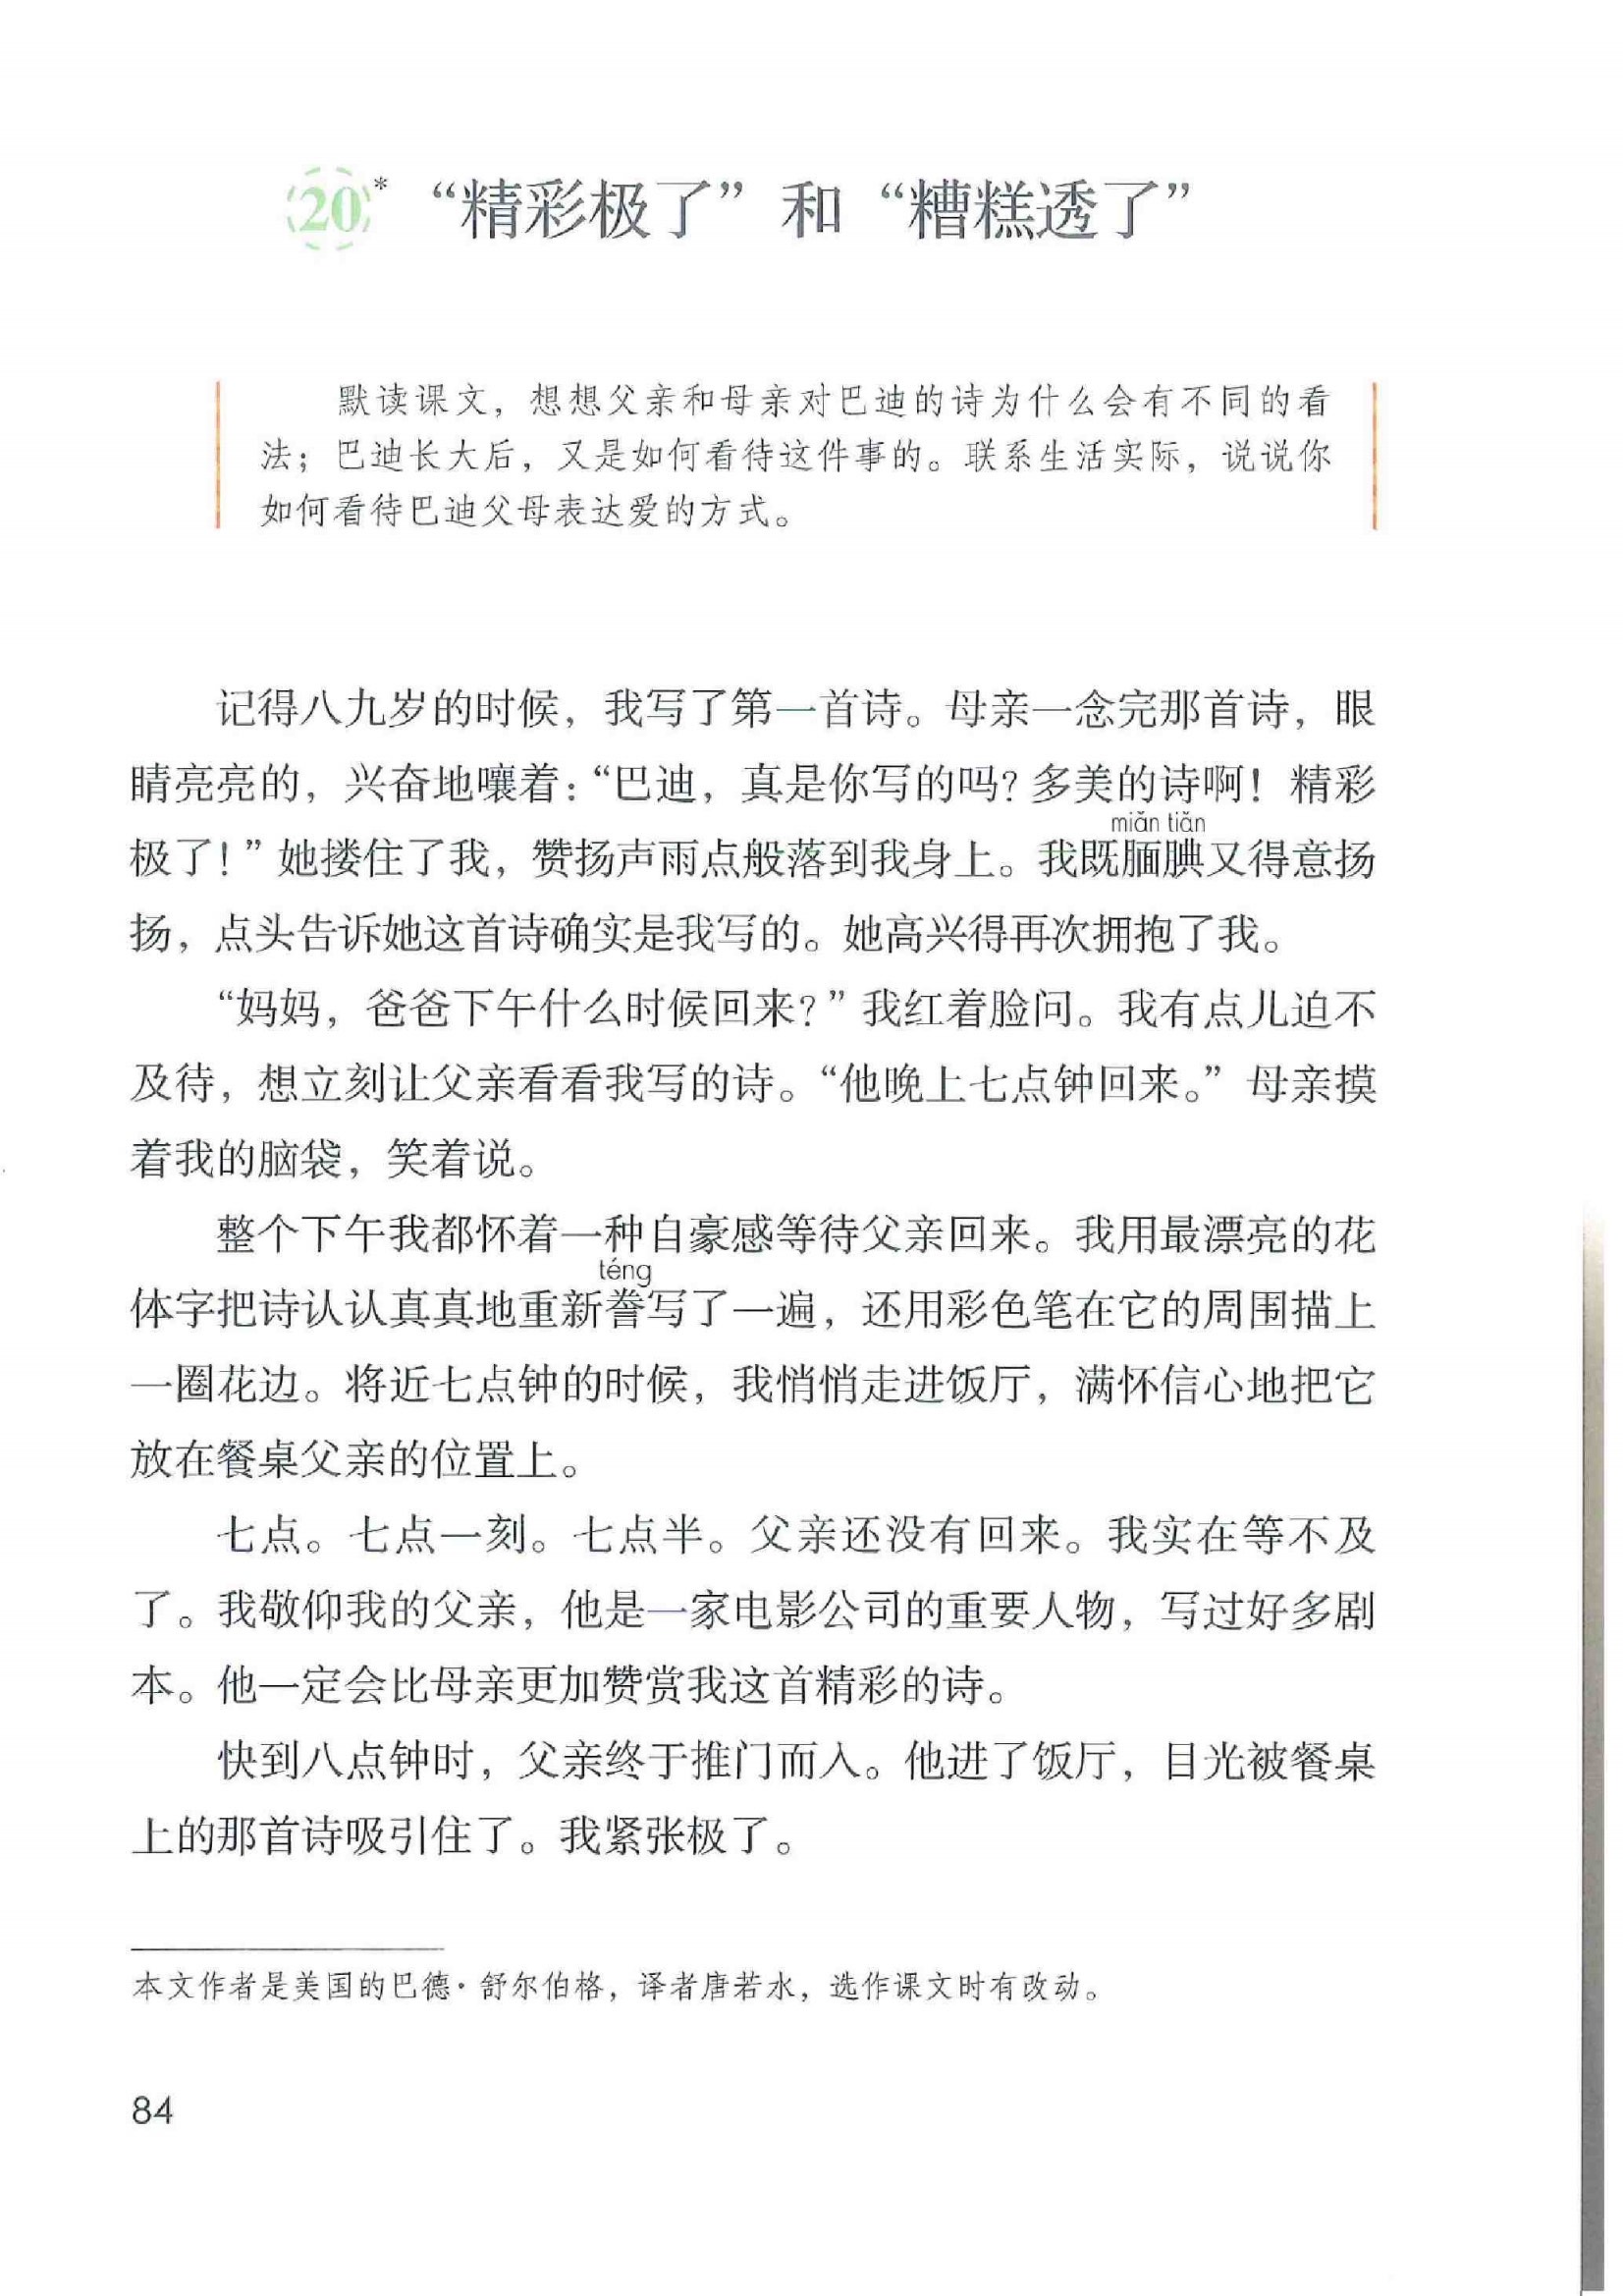 20* “精彩极了”和“糟糕透了”
默读课文，想想父亲和母亲对巴迪的诗为什么会有不同的看
法；巴迪长大后，又是如何看待这件事的。联系生活实际，说说你
如何看待巴迪父母表达爱的方式。
记得八九岁的时候，我写了第一首诗。母亲一念完那首诗，眼
睛亮亮的，兴奋地嚷着：“巴迪，真是你写的吗？多美的诗啊！精彩
miǎn tiǎn
极了！”她搂住了我，赞扬声雨点般落到我身上。我既腼腆又得意扬
扬，点头告诉她这首诗确实是我写的。她高兴得再次拥抱了我。
“妈妈，爸爸下午什么时候回来？”我红着脸问。我有点儿迫不
及待，想立刻让父亲看看我写的诗。“他晚上七点钟回来。”母亲摸
着我的脑袋，笑着说。
整个下午我都怀着一种自豪感等待父亲回来。我用最漂亮的花
téng
体字把诗认认真真地重新誊写了一遍，还用彩色笔在它的周围描上
一圈花边。将近七点钟的时候，我悄悄走进饭厅，满怀信心地把它
放在餐桌父亲的位置上。
七点。七点一刻。七点半。父亲还没有回来。我实在等不及
了。我敬仰我的父亲，他是一家电影公司的重要人物，写过好多剧
本。他一定会比母亲更加赞赏我这首精彩的诗。
快到八点钟时，父亲终于推门而入。他进了饭厅，目光被餐桌
上的那首诗吸引住了。我紧张极了。
本文作者是美国的巴德·舒尔伯格，译者唐若水，选作课文时有改动。
84